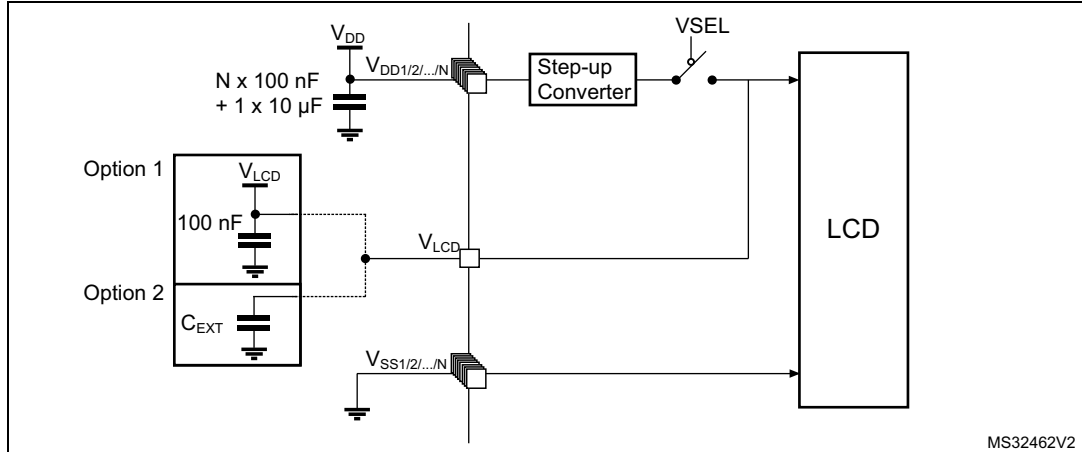 VDD
VSEL
VDD1/2/.../N
Step-up
Converter
N x 100 nF
+ 1 x 10 µF
Option 1
VLCD
100 nF
LCD
VLCD
Option 2
CEXT
VSS1/2/.../N
MS32462V2